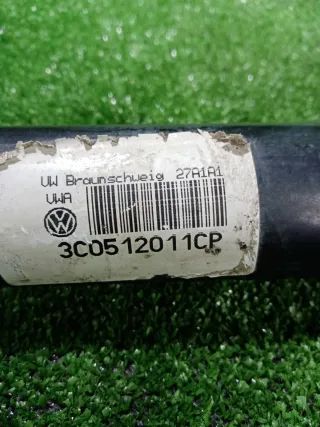 VW Braunschweig 27A1A1
VWA
3C0512011CP